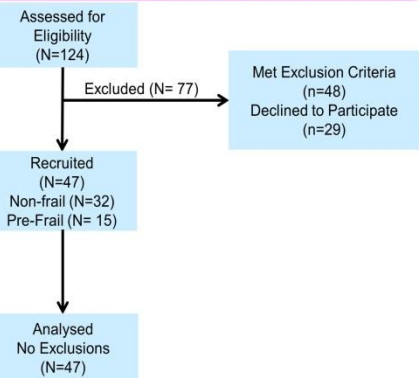 Assessed for
Eligibility
(N=124)
Excluded (N= 77)
Met Exclusion Criteria
(n=48)
Declined to Participate
(n=29)
Recruited
(N=47)
Non-frail (N=32)
Pre-Frail (N= 15)
Analysed
No Exclusions
(N=47)